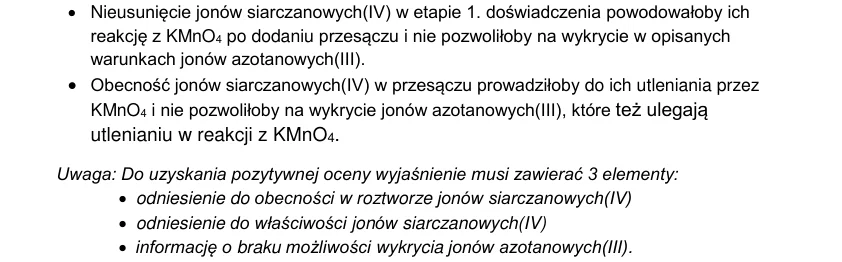 • Nieusunięcie jonów siarczanowych(IV) w etapie 1. doświadczenia powodowałoby ich
reakcję z KMnO₄ po dodaniu przesączu i nie pozwoliłoby na wykrycie w opisanych
warunkach jonów azotanowych(III).
• Obecność jonów siarczanowych(IV) w przesączu prowadziłoby do ich utleniania przez
KMnO₄ i nie pozwoliłoby na wykrycie jonów azotanowych(III), które też ulegają
utlenianiu w reakcji z KMnO₄.
Uwaga: Do uzyskania pozytywnej oceny wyjaśnienie musi zawierać 3 elementy:
• odniesienie do obecności w roztworze jonów siarczanowych(IV)
• odniesienie do właściwości jonów siarczanowych(IV)
• informację o braku możliwości wykrycia jonów azotanowych(III).